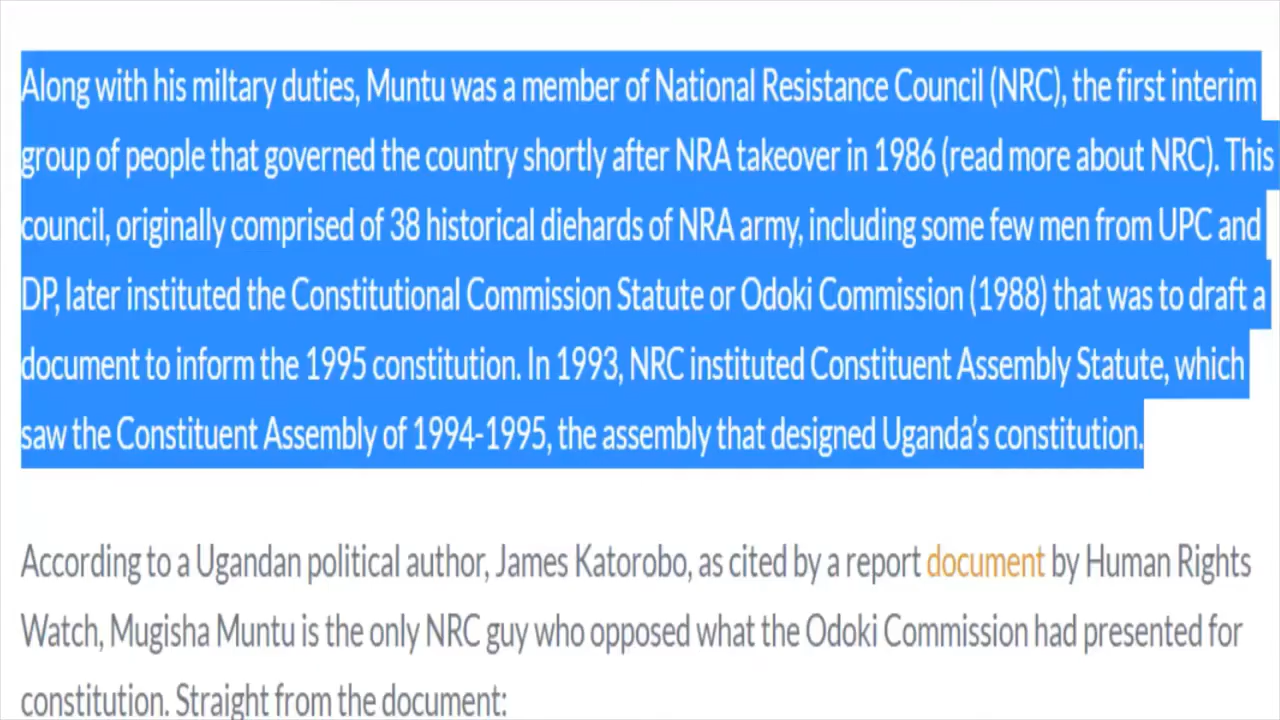 Along with his miltary duties, Muntu was a member of National Resistance Council (NRC), the first interim
group of people that governed the country shortly after NRA takeover in 1986 (read more about NRC). This
council, originally comprised of 38 historical diehards of NRA army, including some few men from UPC and
DP, later instituted the Constitutional Commission Statute or Odoki Commission (1988) that was to draft a
document to inform the 1995 constitution. In 1993, NRC instituted Constituent Assembly Statute, which
saw the Constituent Assembly of 1994-1995, the assembly that designed Uganda’s constitution.
According to a Ugandan political author, James Katorobo, as cited by a report document by Human Rights
Watch, Mugisha Muntu is the only NRC guy who opposed what the Odoki Commission had presented for
constitution. Straight from the document: